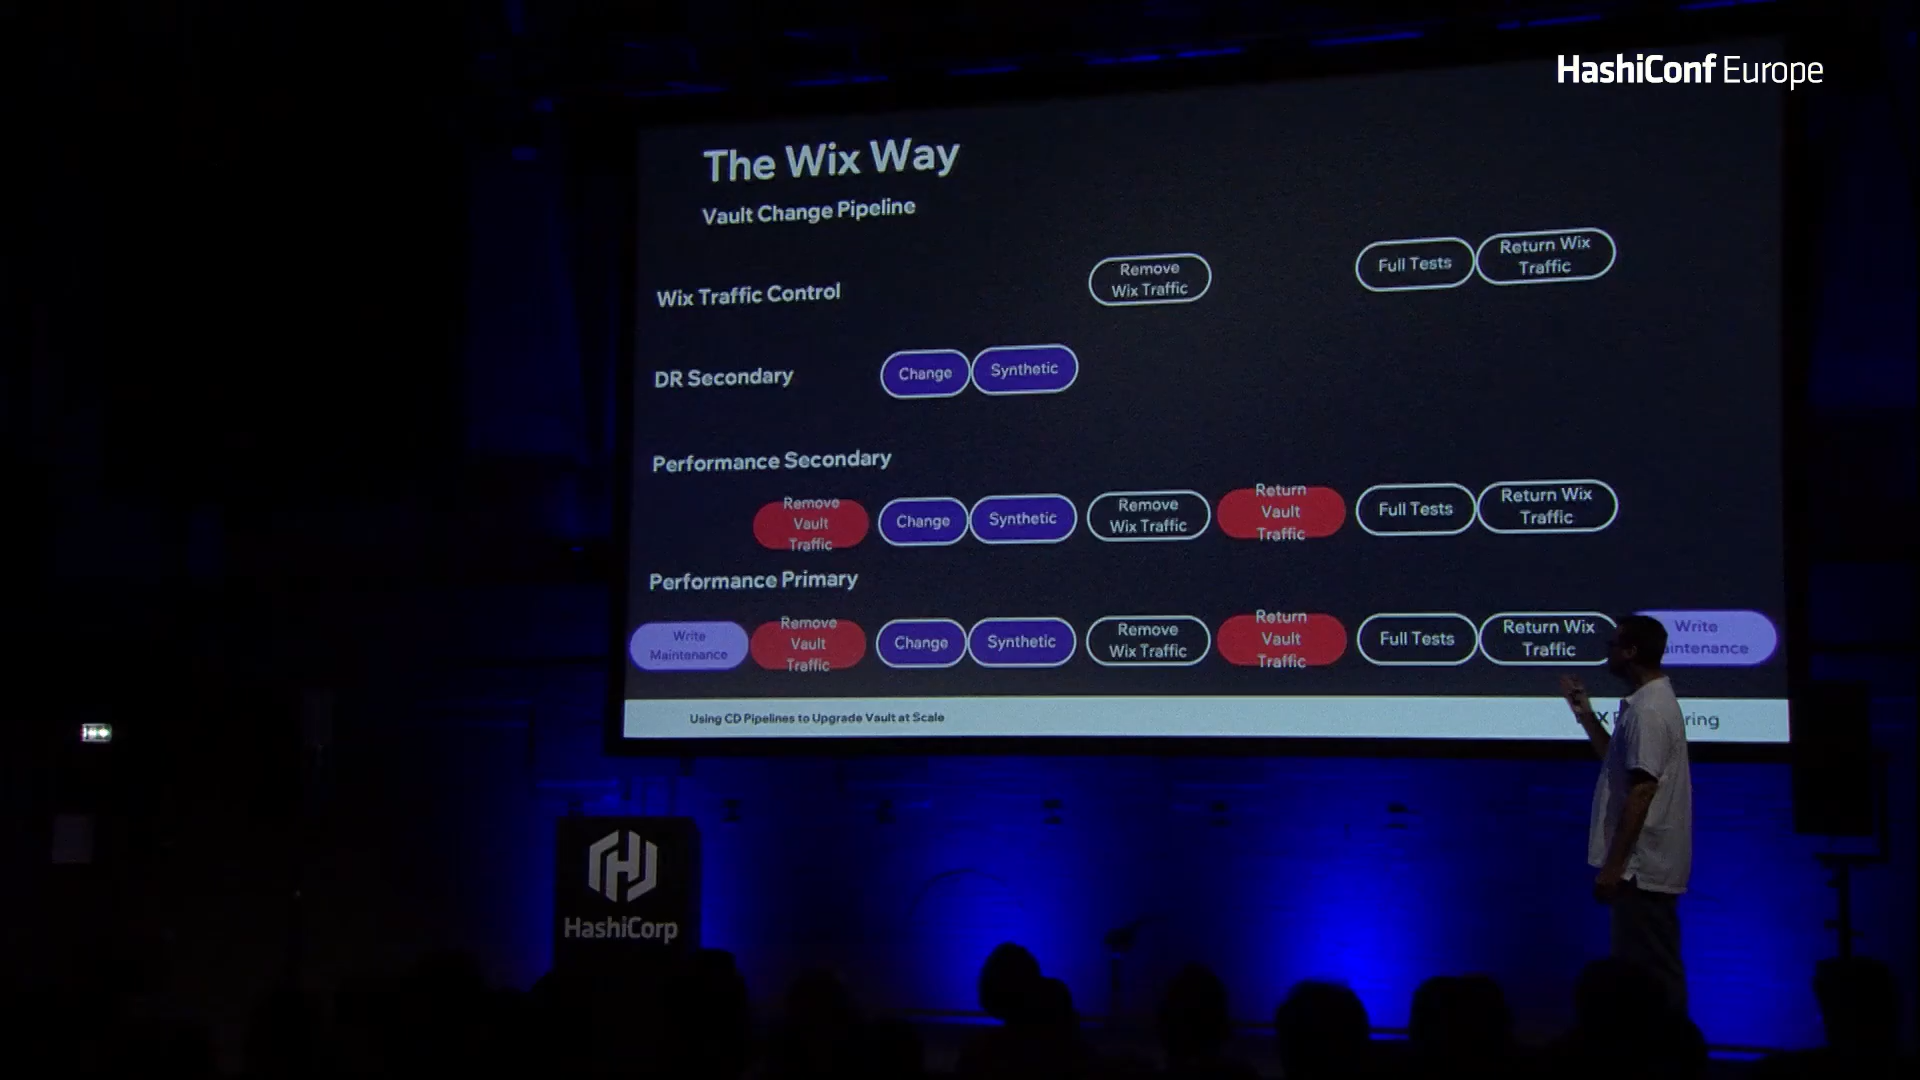 HashiConf Europe
The Wix Way
Vault Change Pipeline
Wix Traffic Control
Remove
Wix Traffic
Full Tests
Return Wix
Traffic
DR Secondary
Change
Synthetic
Performance Secondary
Remove
Vault
Traffic
Change
Synthetic
Remove
Wix Traffic
Return
Vault
Traffic
Full Tests
Return Wix
Traffic
Performance Primary
Write
Maintenance
Remove
Vault
Traffic
Change
Synthetic
Remove
Wix Traffic
Return
Vault
Traffic
Full Tests
Return Wix
Traffic
Write
aintenance
Using CD Pipelines to Upgrade Vault at Scale
HashiCorp